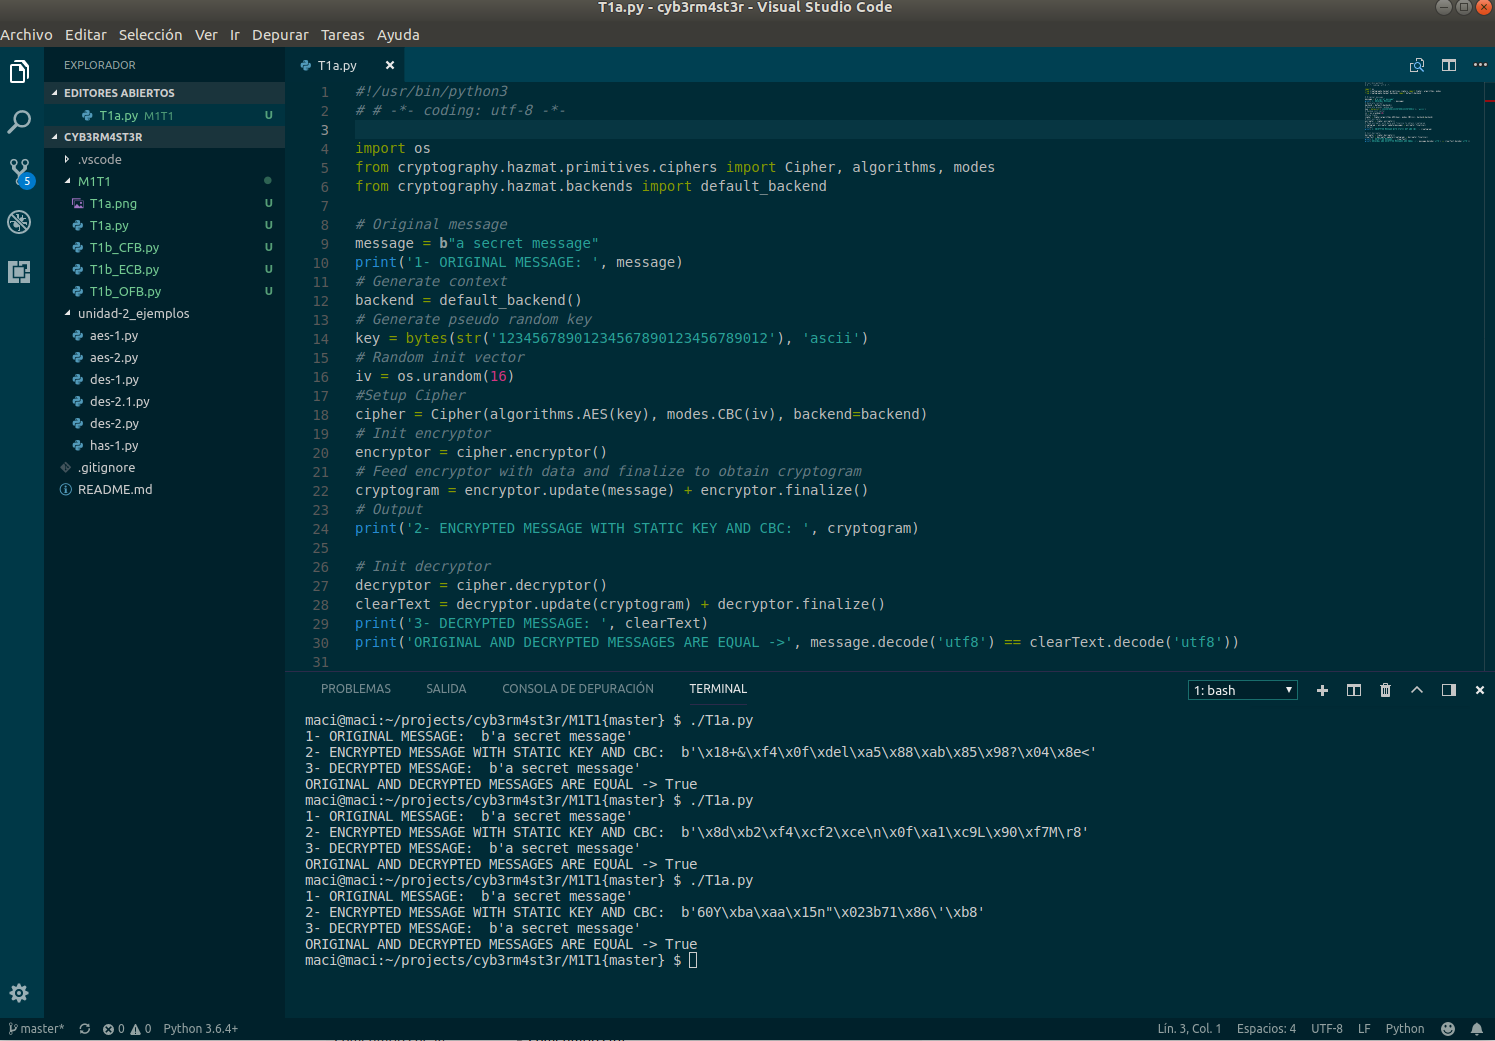 T1a.py - cyb3rm4st3r - Visual Studio Code
Archivo Editar Selección Ver Ir Depurar Tareas Ayuda
EXPLORADOR
EDITORES ABIERTOS
T1a.py M1T1 U
CYB3RM4ST3R
.vscode
M1T1
T1a.png U
T1a.py U
T1b_CFB.py U
T1b_ECB.py U
T1b_OFB.py U
unidad-2_ejemplos
aes-1.py
aes-2.py
des-1.py
des-2.1.py
des-2.py
has-1.py
.gitignore
README.md
5
T1a.py
1 #!/usr/bin/python3
2 # # -*- coding: utf-8 -*-
3
4 import os
5 from cryptography.hazmat.primitives.ciphers import Cipher, algorithms, modes
6 from cryptography.hazmat.backends import default_backend
7
8 # Original message
9 message = b"a secret message"
10 print('1- ORIGINAL MESSAGE: ', message)
11 # Generate context
12 backend = default_backend()
13 # Generate pseudo random key
14 key = bytes(str('12345678901234567890123456789012'), 'ascii')
15 # Random init vector
16 iv = os.urandom(16)
17 #Setup Cipher
18 cipher = Cipher(algorithms.AES(key), modes.CBC(iv), backend=backend)
19 # Init encryptor
20 encryptor = cipher.encryptor()
21 # Feed encryptor with data and finalize to obtain cryptogram
22 cryptogram = encryptor.update(message) + encryptor.finalize()
23 # Output
24 print('2- ENCRYPTED MESSAGE WITH STATIC KEY AND CBC: ', cryptogram)
25
26 # Init decryptor
27 decryptor = cipher.decryptor()
28 clearText = decryptor.update(cryptogram) + decryptor.finalize()
29 print('3- DECRYPTED MESSAGE: ', clearText)
30 print('ORIGINAL AND DECRYPTED MESSAGES ARE EQUAL ->', message.decode('utf8') == clearText.decode('utf8'))
31
PROBLEMAS SALIDA CONSOLA DE DEPURACIÓN TERMINAL 1: bash
maci@maci:~/projects/cyb3rm4st3r/M1T1{master} $ ./T1a.py
1- ORIGINAL MESSAGE:  b'a secret message'
2- ENCRYPTED MESSAGE WITH STATIC KEY AND CBC:  b'\x18+&\xf4\x0f\xdel\xa5\x88\xab\x85\x98?\x04\x8e<'
3- DECRYPTED MESSAGE:  b'a secret message'
ORIGINAL AND DECRYPTED MESSAGES ARE EQUAL -> True
maci@maci:~/projects/cyb3rm4st3r/M1T1{master} $ ./T1a.py
1- ORIGINAL MESSAGE:  b'a secret message'
2- ENCRYPTED MESSAGE WITH STATIC KEY AND CBC:  b'\x8d\xb2\xf4\xcf2\xce\n\x0f\xa1\xc9L\x90\xf7M\r8'
3- DECRYPTED MESSAGE:  b'a secret message'
ORIGINAL AND DECRYPTED MESSAGES ARE EQUAL -> True
maci@maci:~/projects/cyb3rm4st3r/M1T1{master} $ ./T1a.py
1- ORIGINAL MESSAGE:  b'a secret message'
2- ENCRYPTED MESSAGE WITH STATIC KEY AND CBC:  b'60Y\xba\xaa\x15n"\x023b71\x86\'\xb8'
3- DECRYPTED MESSAGE:  b'a secret message'
ORIGINAL AND DECRYPTED MESSAGES ARE EQUAL -> True
maci@maci:~/projects/cyb3rm4st3r/M1T1{master} $
master* 0 0 Python 3.6.4+ Lín. 3, Col. 1 Espacios: 4 UTF-8 LF Python